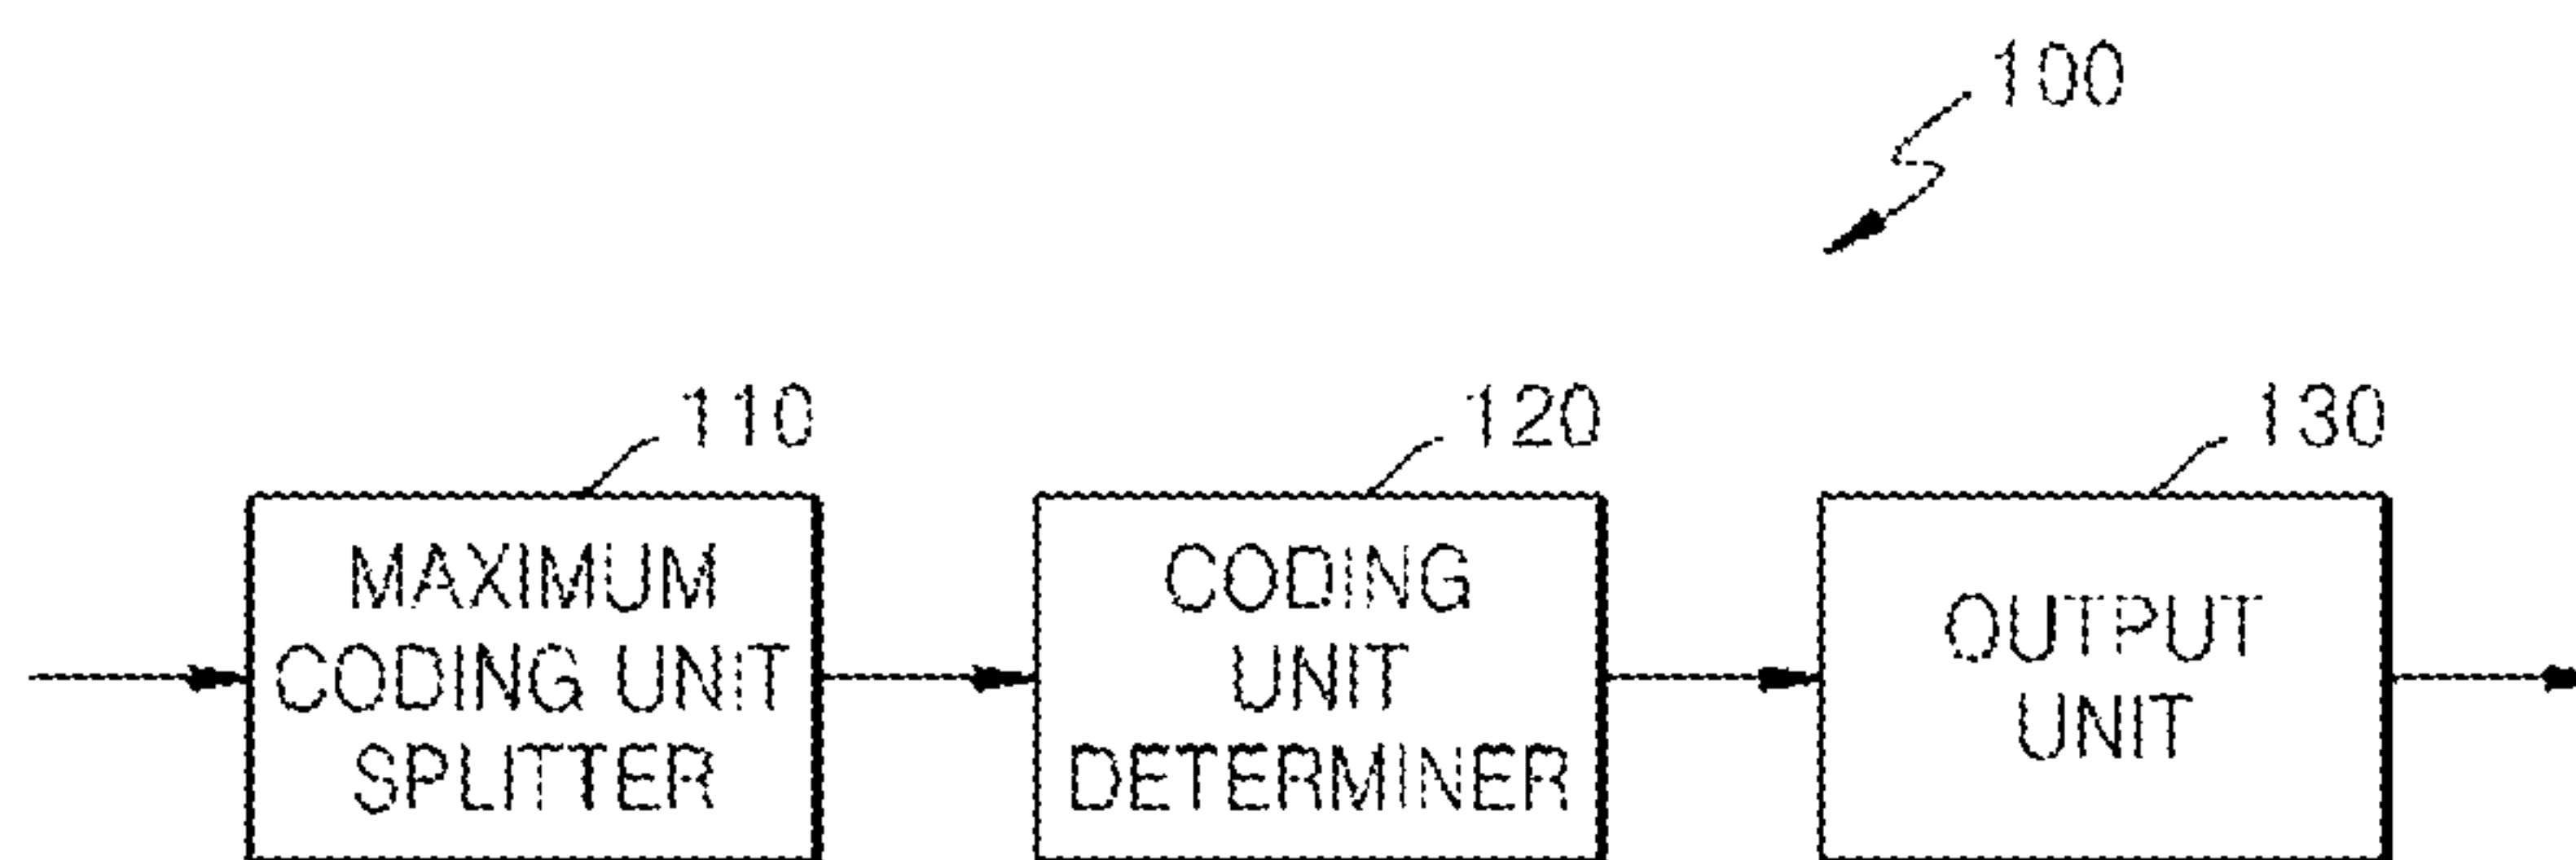 100
110
120
130
MAXIMUM
CODING UNIT
SPLITTER
CODING
UNIT
DETERMINER
OUTPUT
UNIT